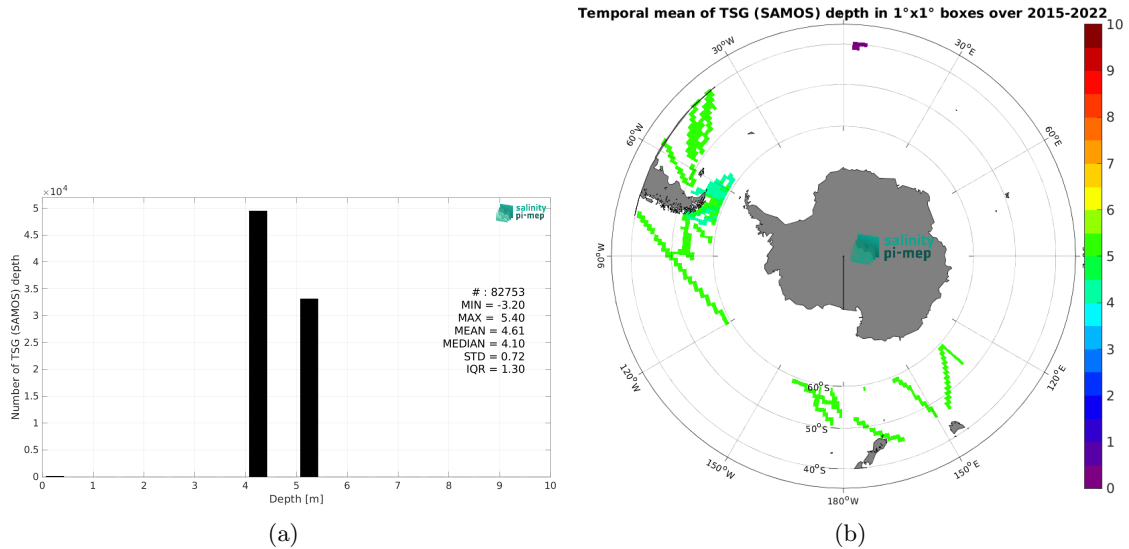 ×10⁴
5
4.5
4
3.5
3
2.5
2
1.5
1
0.5
0
Number of TSG (SAMOS) depth
salinity
pi-mep
# : 82753
MIN = -3.20
MAX = 5.40
MEAN = 4.61
MEDIAN = 4.10
STD = 0.72
IQR = 1.30
0 1 2 3 4 5 6 7 8 9 10
Depth [m]
(a)
Temporal mean of TSG (SAMOS) depth in 1°x1° boxes over 2015-2022
30°W
30°E
60°W
60°E
90°W
120°W
120°E
150°W
150°E
180°W
60°S
50°S
40°S
salinity
pi-mep
10
9
8
7
6
5
4
3
2
1
0
(b)